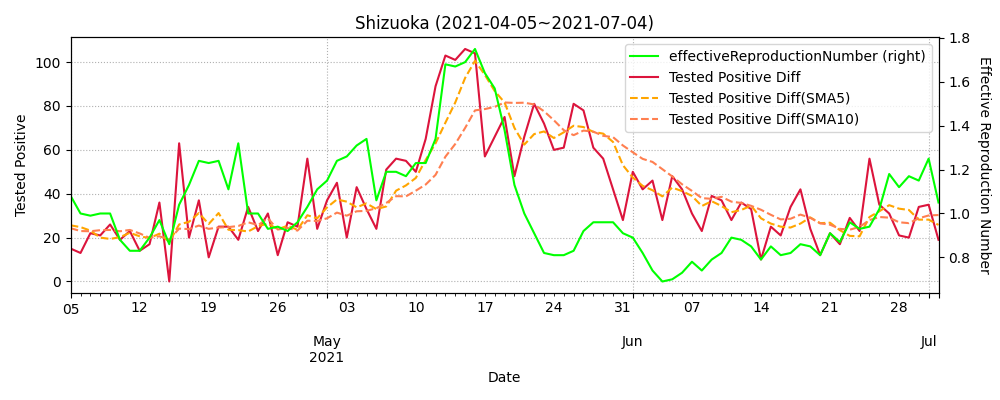 Shizuoka (2021-04-05~2021-07-04)
effectiveReproductionNumber (right)
Tested Positive Diff
Tested Positive Diff(SMA5)
Tested Positive Diff(SMA10)
Tested Positive
100
80
60
40
20
0
1.8
1.6
1.4
1.2
1.0
0.8
Effective Reproduction Number
05 12 19 26 03 10 17 24 31 07 14 21 28
May Jun Jul
2021
Date